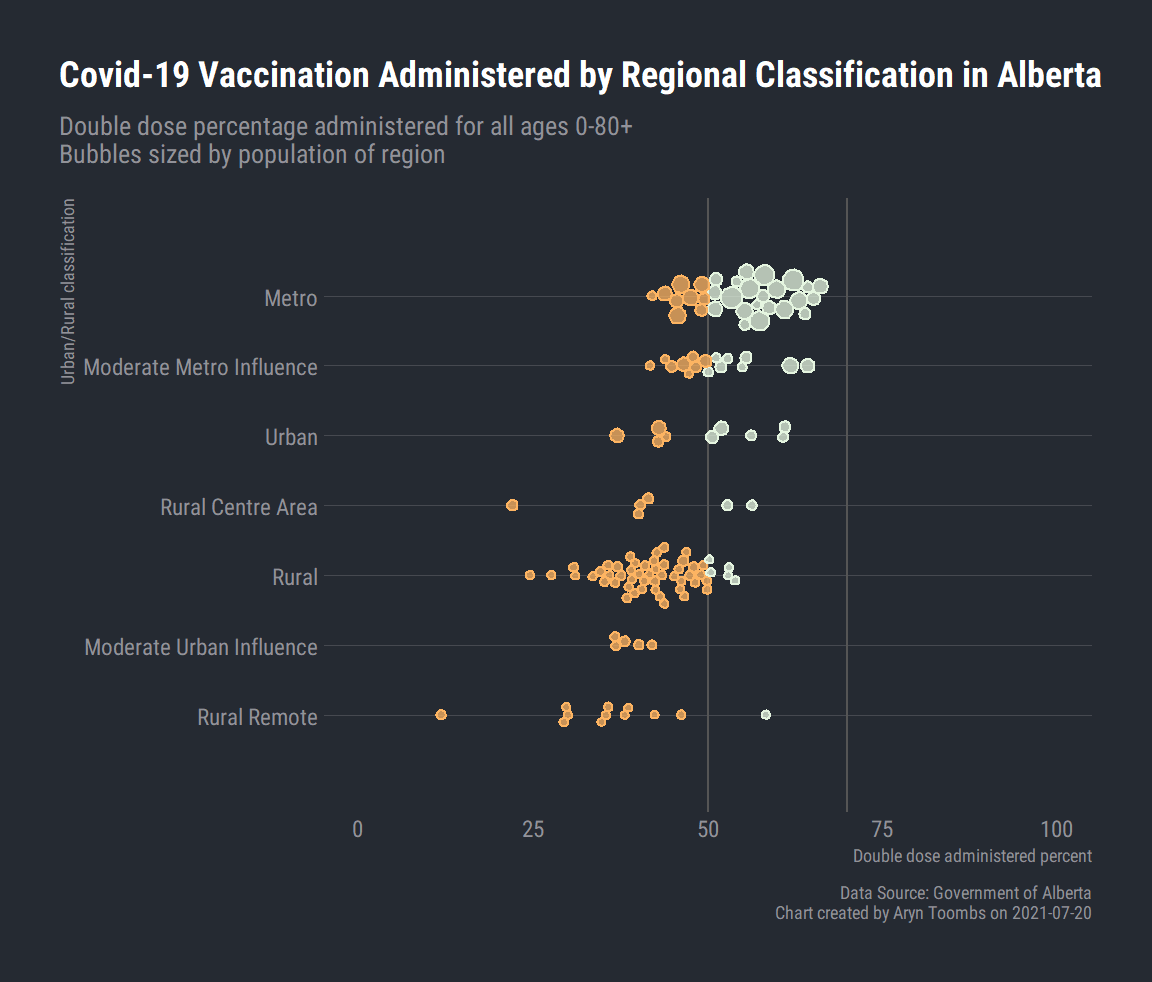 Covid-19 Vaccination Administered by Regional Classification in Alberta
Double dose percentage administered for all ages 0-80+
Bubbles sized by population of region
Urban/Rural classification
Metro
Moderate Metro Influence
Urban
Rural Centre Area
Rural
Moderate Urban Influence
Rural Remote
0 25 50 75 100
Double dose administered percent
Data Source: Government of Alberta
Chart created by Aryn Toombs on 2021-07-20